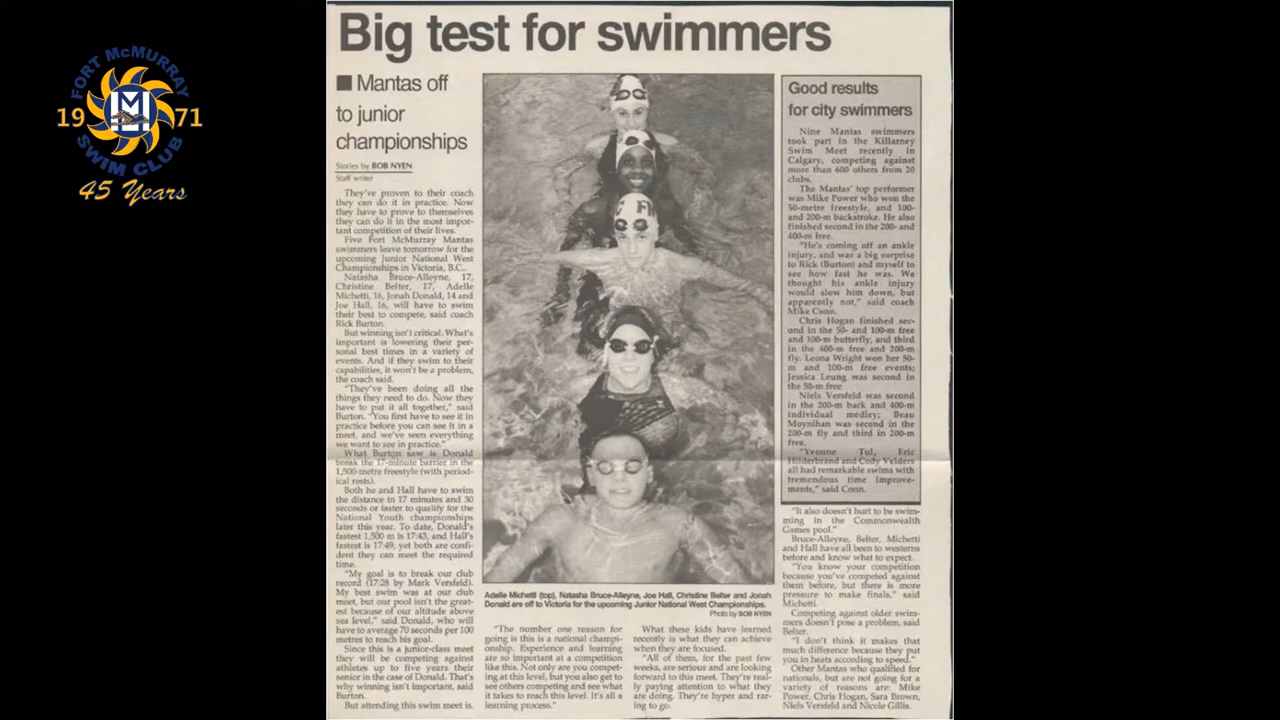 FORT MCMURRAY
19 71
SWIM CLUB
45 Years
Big test for swimmers
■ Mantas off
to junior
championships
Stories by BOB NYEN
Staff writer
They've proven to their coach
they can do it in practice. Now
they have to prove to themselves
they can do it in the most impor-
tant competition of their lives.
Five Fort McMurray Mantas
swimmers leave tomorrow for the
upcoming Junior National West
Championships in Victoria, B.C..
Natasha Bruce-Alleyne, 17,
Christine Belter, 17, Adelle
Michetti, 16, Jonah Donald, 14 and
Joe Hall, 16, will have to swim
their best to compete, said coach
Rick Burton.
But winning isn't critical. What's
important is lowering their per-
sonal best times in a variety of
events. And if they swim to their
capabilities, it won't be a problem,
the coach said.
"They've been doing all the
things they need to do. Now they
have to put it all together," said
Burton. "You first have to see it in
practice before you can see it in a
meet, and we've seen everything
we want to see in practice."
What Burton saw is Donald
break the 17-minute barrier in the
1,500-metre freestyle (with period-
ical rests).
Both he and Hall have to swim
the distance in 17 minutes and 30
seconds or faster to qualify for the
National Youth championships
later this year. To date, Donald's
fastest 1,500 m is 17:43, and Hall's
fastest is 17:49, yet both are confi-
dent they can meet the required
time.
"My goal is to break our club
record (17:28 by Mark Versfeld).
My best swim was at our club
meet, but our pool isn't the great-
est because of our altitude above
sea level," said Donald, who will
have to average 70 seconds per 100
metres to reach his goal.
Since this is a junior-class meet
they will be competing against
athletes up to five years their
senior in the case of Donald. That's
why winning isn't important, said
Burton.
But attending this swim meet is.
Adelle Michetti (top), Natasha Bruce-Alleyne, Joe Hall, Christine Belter and Jonah
Donald are off to Victoria for the upcoming Junior National West Championships.
Photo by BOB NYEN
"The number one reason for
going is this is a national champi-
onship. Experience and learning
are so important at a competition
like this. Not only are you compet-
ing at this level, but you also get to
see others competing and see what
it takes to reach this level. It's all a
learning process."
What these kids have learned
recently is what they can achieve
when they are focused.
"All of them, for the past few
weeks, are serious and are looking
forward to this meet. They're real-
ly paying attention to what they
are doing. They're hyper and rar-
ing to go.
Good results
for city swimmers
Nine Mantas swimmers
took part in the Killarney
Swim Meet recently in
Calgary, competing against
more than 600 others from 20
clubs.
The Mantas' top performer
was Mike Power who won the
50-metre freestyle, and 100-
and 200-m backstroke. He also
finished second in the 200- and
400-m free.
"He's coming off an ankle
injury, and was a big surprise
to Rick (Burton) and myself to
see how fast he was. We
thought his ankle injury
would slow him down, but
apparently not," said coach
Mike Conn.
Chris Hogan finished sec-
ond in the 50- and 100-m free
and 100-m butterfly, and third
in the 400-m free and 200-m
fly. Leona Wright won her 50-
m and 100-m free events;
Jessica Leung was second in
the 50-m free
Niels Versfeld was second
in the 200-m back and 400-m
individual medley; Beau
Moynihan was second in the
200-m fly and third in 200-m
free.
"Yvonne Tul, Eric
Hilderbrand and Cody Velders
all had remarkable swims with
tremendous time improve-
ments," said Conn.
"It also doesn't hurt to be swim-
ming in the Commonwealth
Games pool."
Bruce-Alleyne, Belter, Michetti
and Hall have all been to westerns
before and know what to expect.
"You know your competition
because you've competed against
them before, but there is more
pressure to make finals," said
Michetti.
Competing against older swim-
mers doesn't pose a problem, said
Belter.
"I don't think it makes that
much difference because they put
you in heats according to speed."
Other Mantas who qualified for
nationals, but are not going for a
variety of reasons are: Mike
Power, Chris Hogan, Sara Brown,
Niels Versfeld and Nicole Gillis.